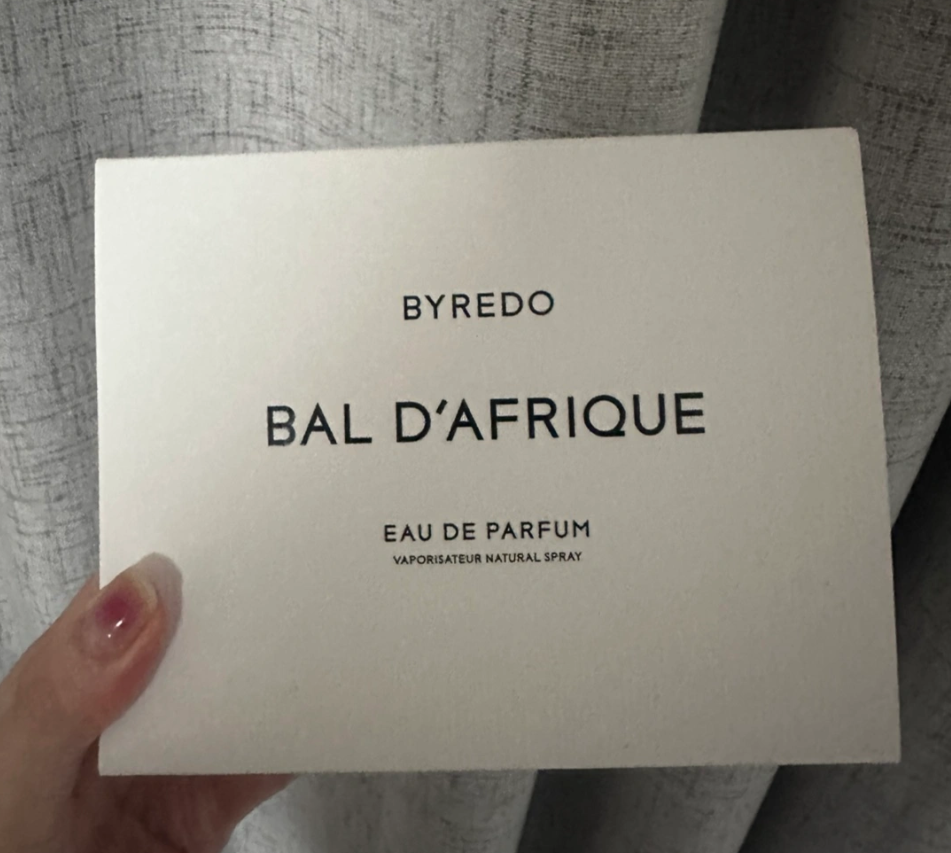 BYREDO
BAL D'AFRIQUE
EAU DE PARFUM
VAPORISATEUR NATURAL SPRAY